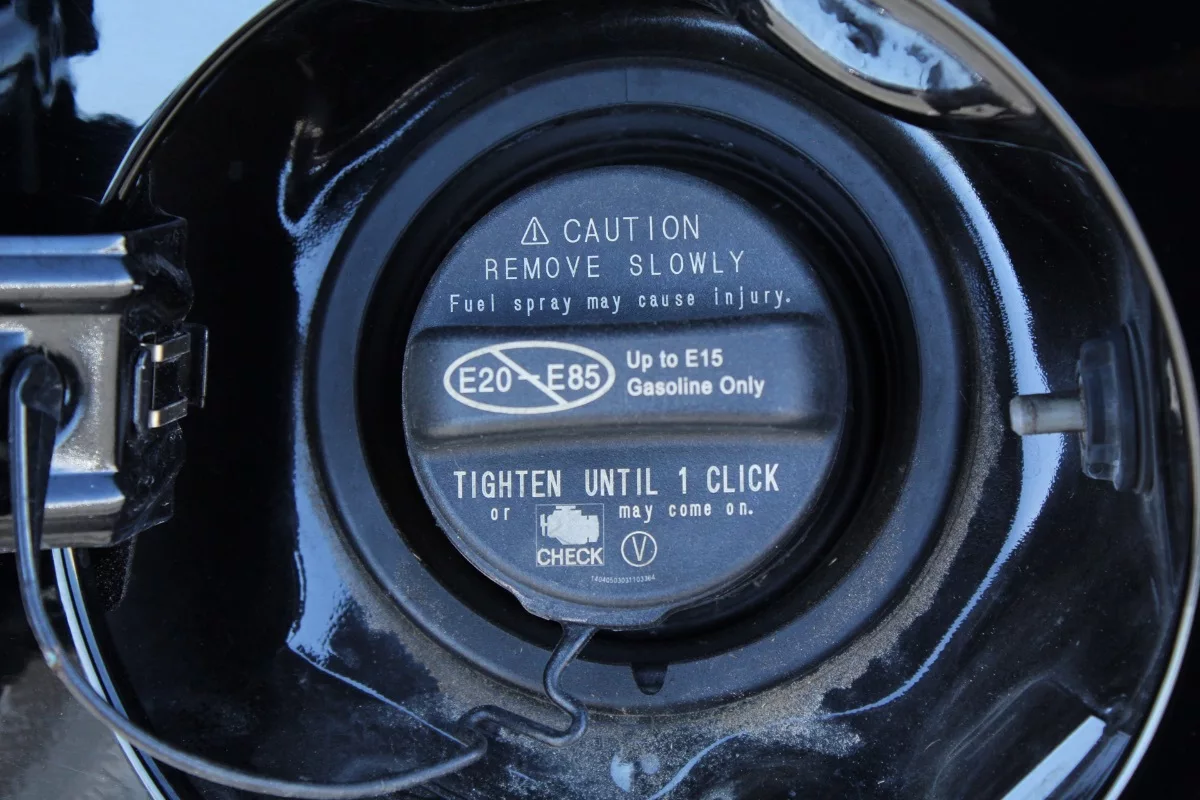 ⚠ CAUTION
REMOVE SLOWLY
Fuel spray may cause injury.
E20-E85 Up to E15
Gasoline Only
TIGHTEN UNTIL 1 CLICK
or CHECK may come on.
V
14040503031103364